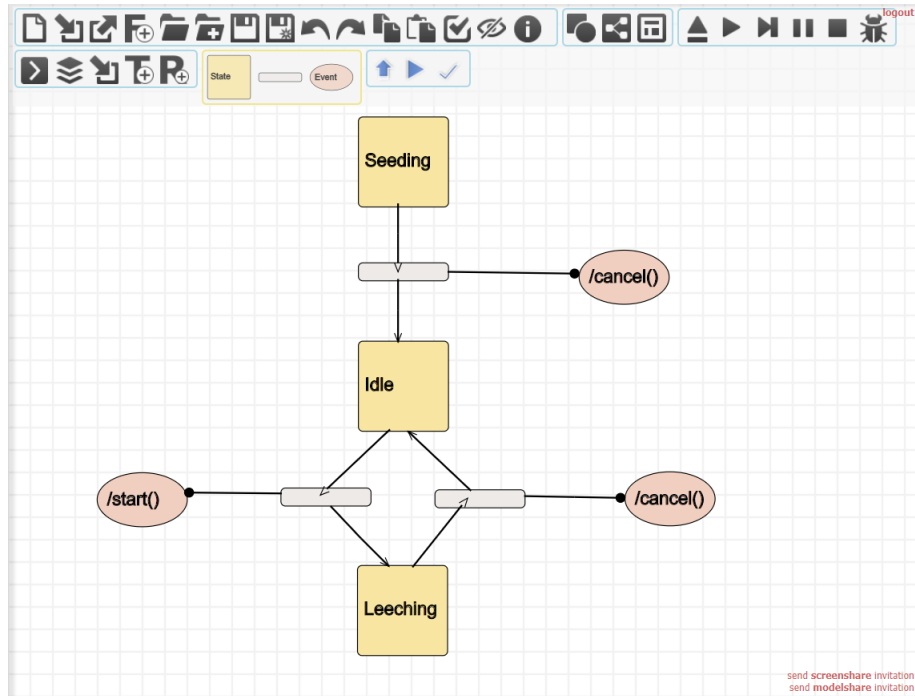 logout
State
Event
Seeding
/cancel()
Idle
/start()
/cancel()
Leeching
send screenshare invitation
send modelshare invitation